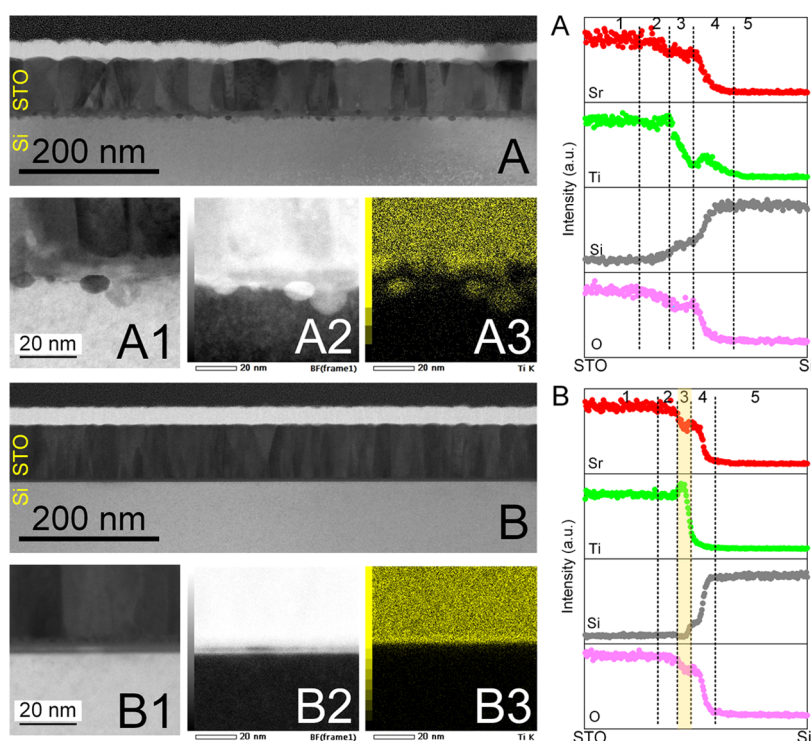 STO
Si
200 nm
A
20 nm
A1
20 nm
BF(frame1)
A2
20 nm
Ti K
A3
STO
Si
200 nm
B
20 nm
B1
20 nm
BF(frame1)
B2
20 nm
Ti K
B3
A
1 2 3 4 5
Sr
Ti
Si
O
Intensity (a.u.)
STO
S
B
1 2 3 4 5
Sr
Ti
Si
O
Intensity (a.u.)
STO
Si